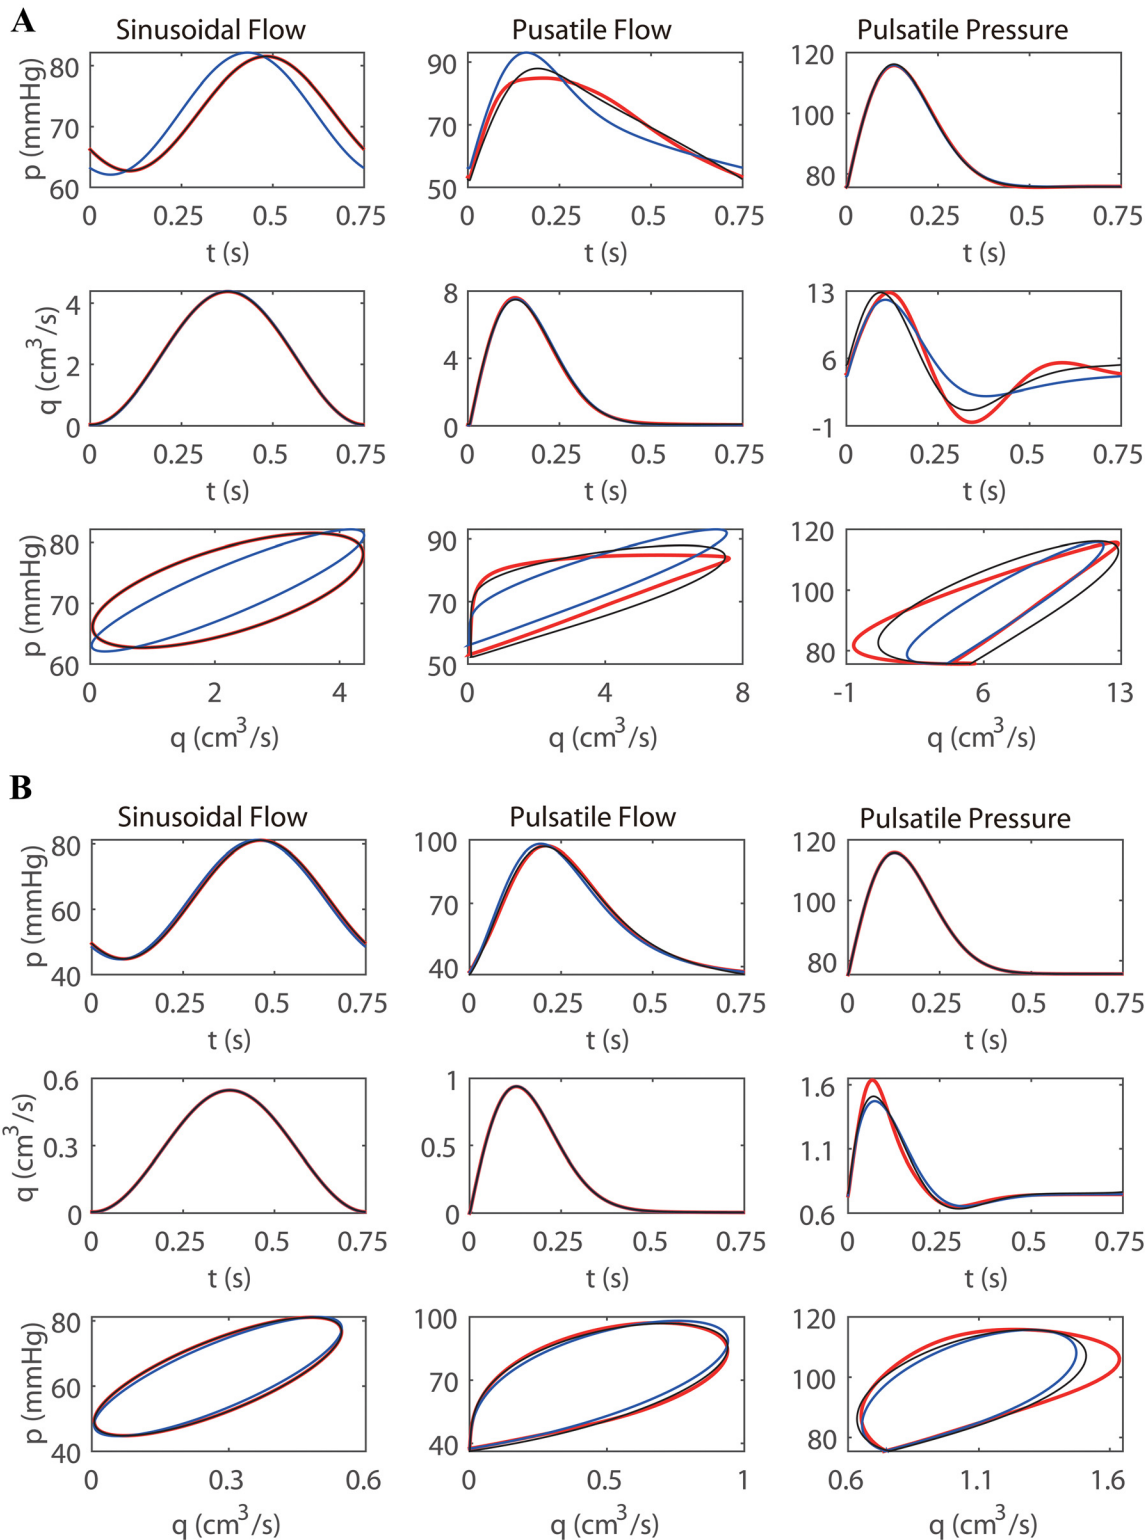 A
Sinusoidal Flow Pusatile Flow Pulsatile Pressure
p (mmHg) 80 70 60 90 70 50 120 100 80
0 0.25 0.5 0.75 0 0.25 0.5 0.75 0 0.25 0.5 0.75
t (s) t (s) t (s)
q (cm³/s) 4 2 0 8 4 0 13 6 -1
0 0.25 0.5 0.75 0 0.25 0.5 0.75 0 0.25 0.5 0.75
t (s) t (s) t (s)
p (mmHg) 80 70 60 90 70 50 120 100 80
0 2 4 0 4 8 -1 6 13
q (cm³/s) q (cm³/s) q (cm³/s)
B
Sinusoidal Flow Pulsatile Flow Pulsatile Pressure
p (mmHg) 80 60 40 100 70 40 120 100 80
0 0.25 0.5 0.75 0 0.25 0.5 0.75 0 0.25 0.5 0.75
t (s) t (s) t (s)
q (cm³/s) 0.6 0.3 0 1 0.5 0 1.6 1.1 0.6
0 0.25 0.5 0.75 0 0.25 0.5 0.75 0 0.25 0.5 0.75
t (s) t (s) t (s)
p (mmHg) 80 60 40 100 70 40 120 100 80
0 0.3 0.6 0 0.5 1 0.6 1.1 1.6
q (cm³/s) q (cm³/s) q (cm³/s)